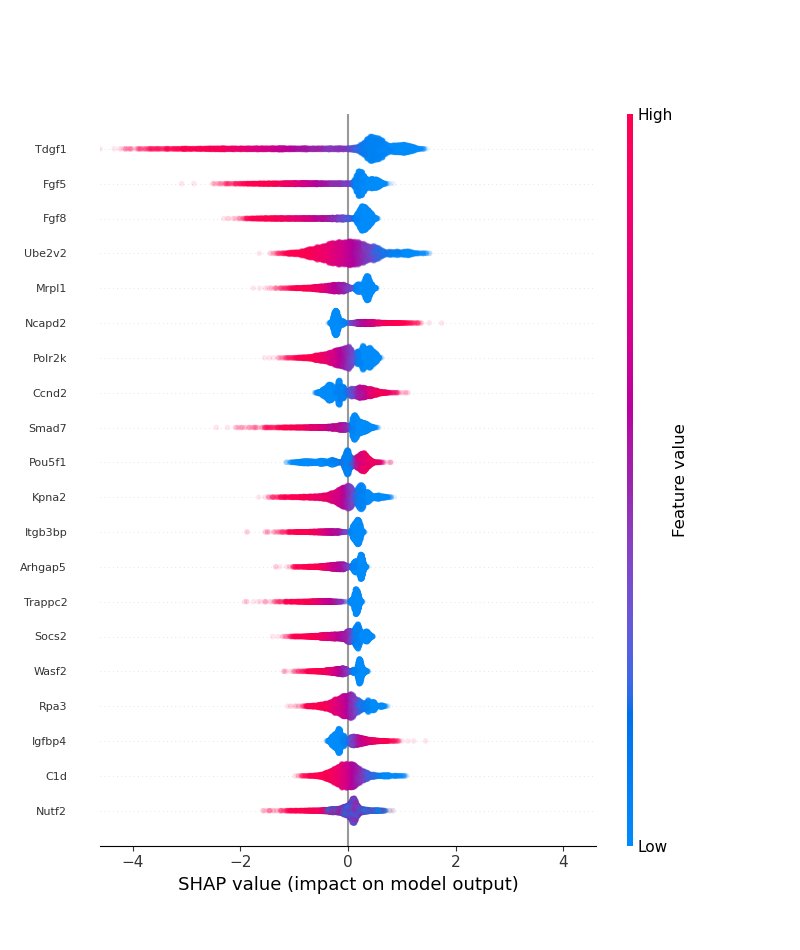 High
Tdgf1
Fgf5
Fgf8
Ube2v2
Mrpl1
Ncapd2
Polr2k
Ccnd2
Smad7
Pou5f1
Kpna2
Itgb3bp
Arhgap5
Trappc2
Socs2
Wasf2
Rpa3
Igfbp4
C1d
Nutf2
Feature value
Low
−4 −2 0 2 4
SHAP value (impact on model output)